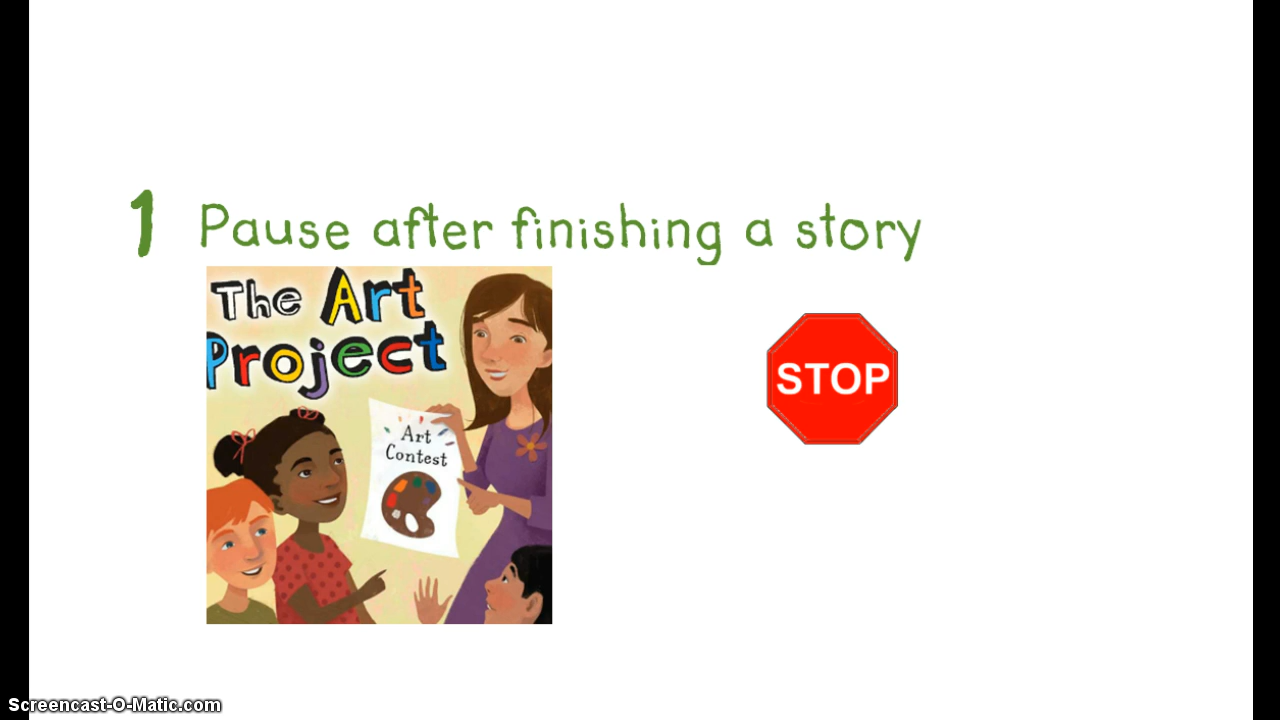 1 Pause after finishing a story
The Art
Project
Art
Contest
STOP
Screencast-O-Matic.com